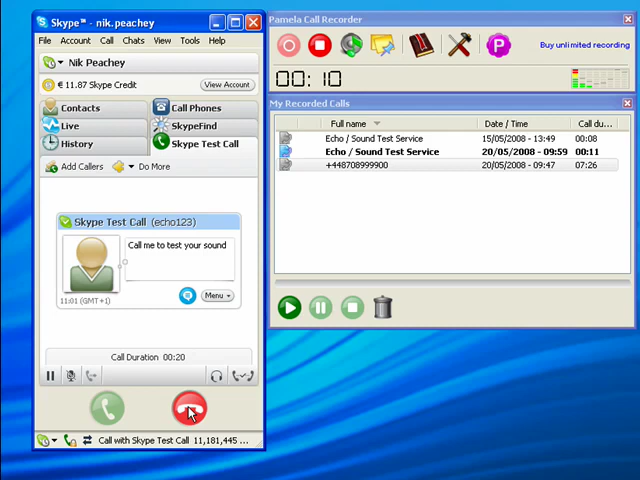 Skype™ - nik.peachey
File Account Call Chats View Tools Help
Nik Peachey
€ 11.87 Skype Credit View Account
Contacts Call Phones
Live SkypeFind
History Skype Test Call
Add Callers Do More
Skype Test Call (echo123)
Call me to test your sound
11:01 (GMT +1) Menu
Call Duration 00:20
Call with Skype Test Call 11,181,445 ...
Pamela Call Recorder
P Buy unlimited recording
00:10
My Recorded Calls
Full name Date / Time Call du...
Echo / Sound Test Service 15/05/2008 - 13:49 00:08
Echo / Sound Test Service 20/05/2008 - 09:59 00:11
+448708999900 20/05/2008 - 09:47 07:26